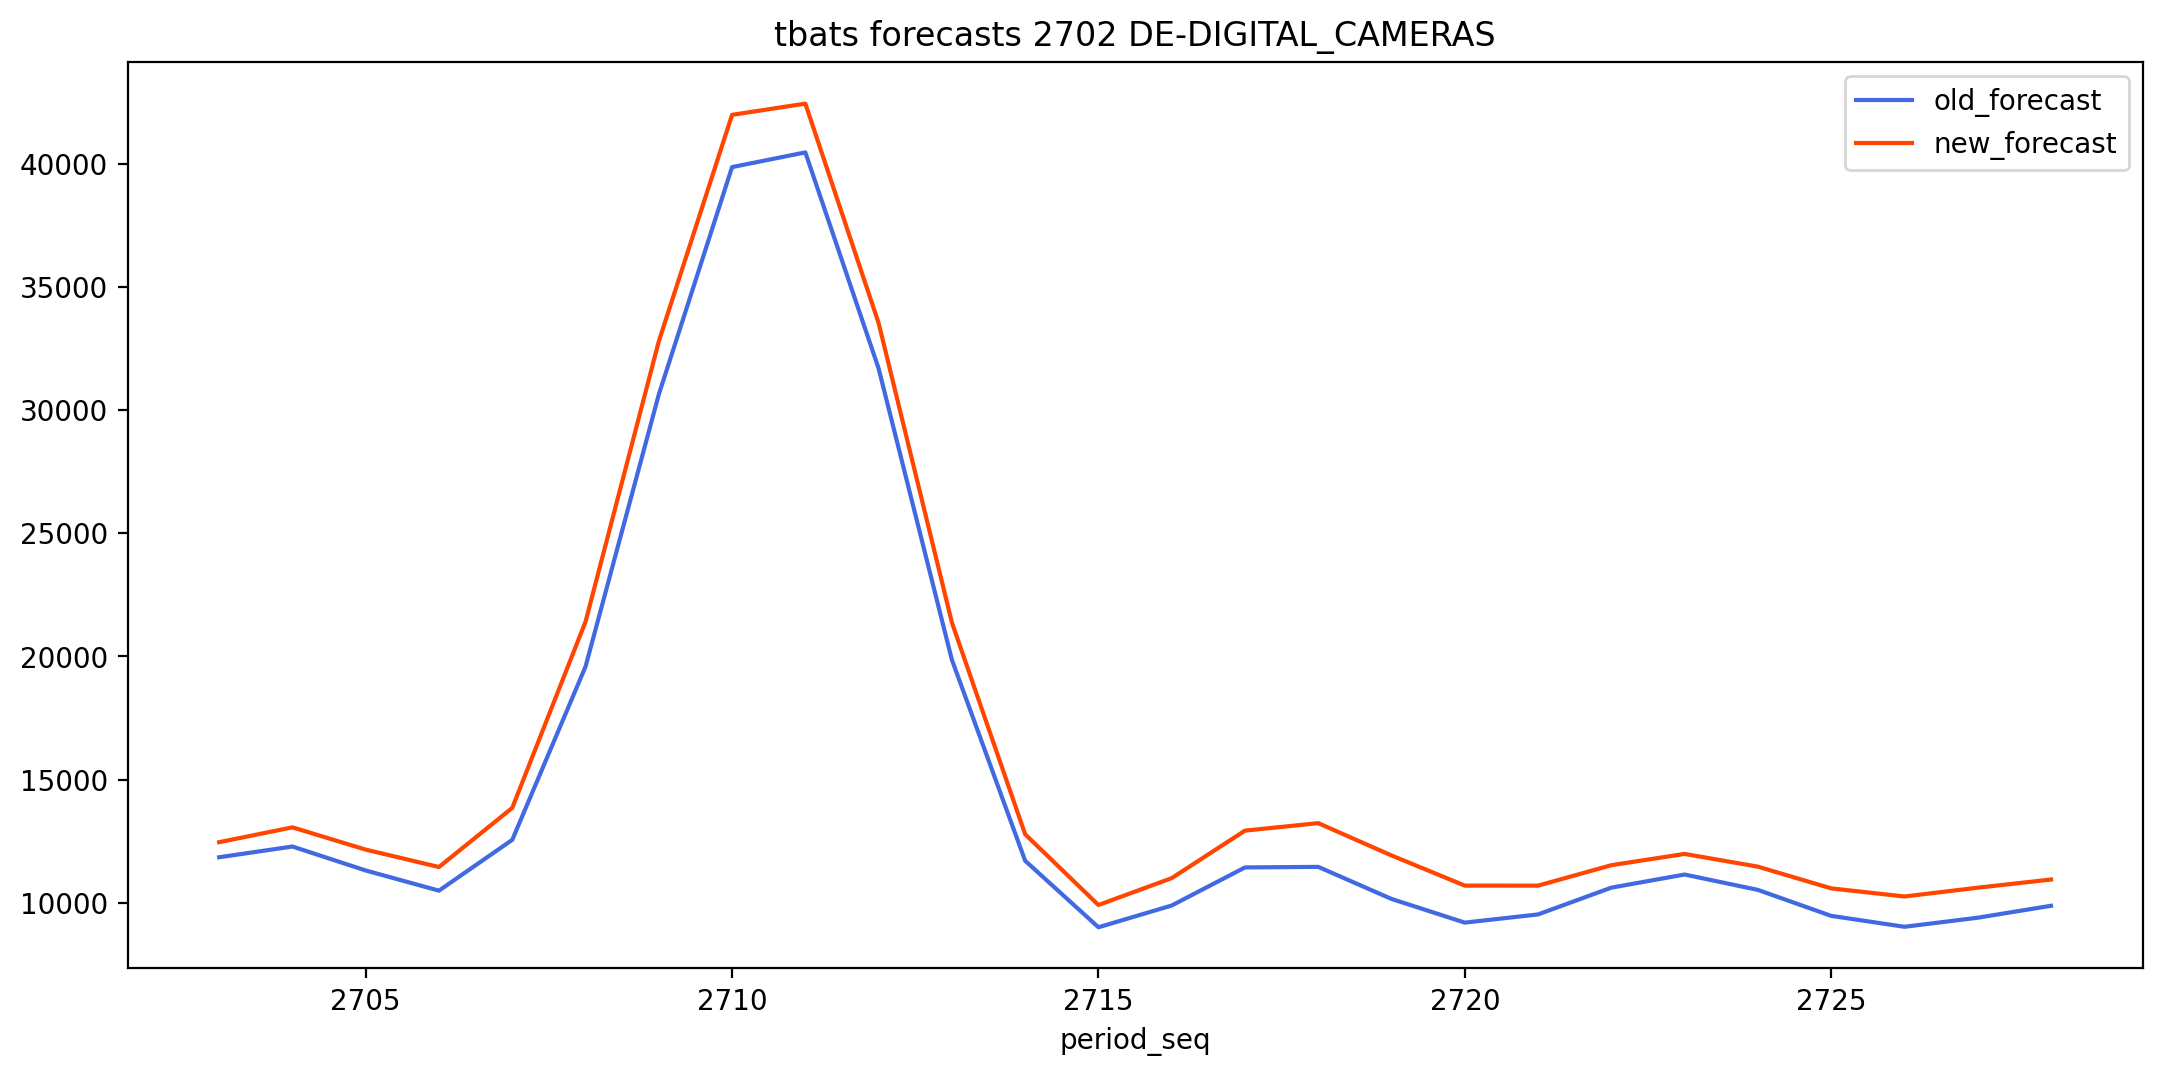 tbats forecasts 2702 DE-DIGITAL_CAMERAS
old_forecast
new_forecast
40000
35000
30000
25000
20000
15000
10000
2705 2710 2715 2720 2725
period_seq